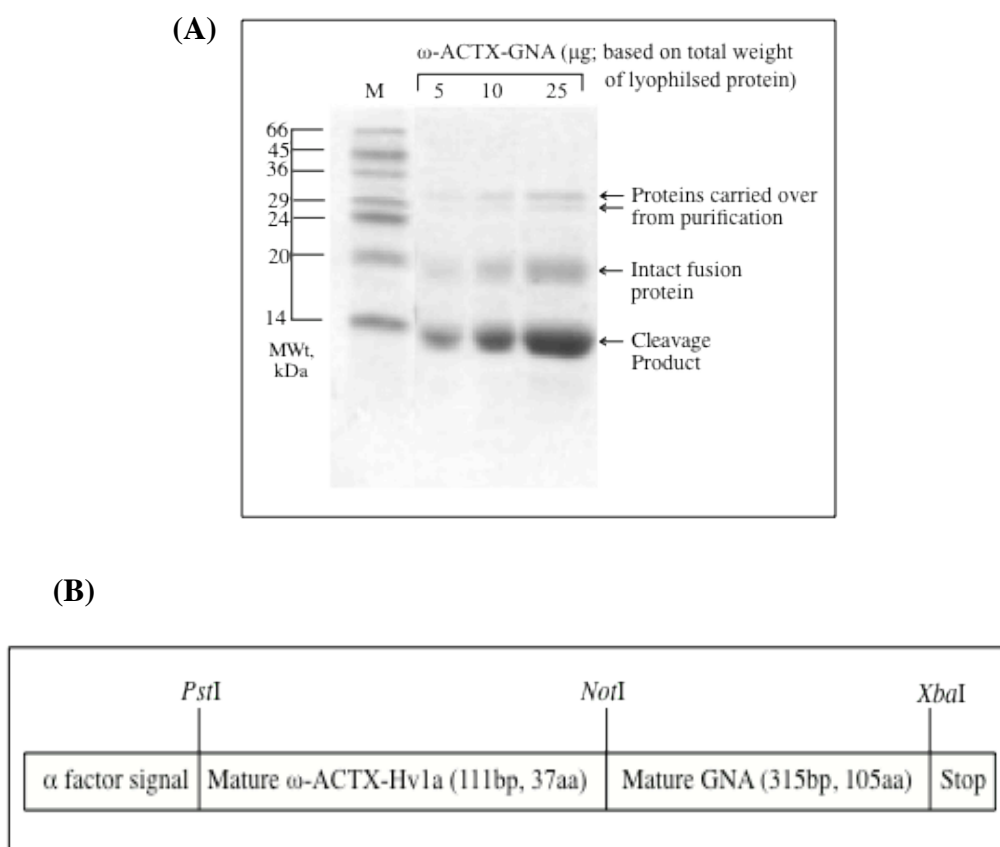 (A)
ω-ACTX-GNA (μg; based on total weight
of lyophilsed protein)
M 5 10 25
66
45
36
29
24
20
14
MWt,
kDa
Proteins carried over
from purification
Intact fusion
protein
Cleavage
Product
(B)
PstI NotI XbaI
α factor signal Mature ω-ACTX-Hv1a (111bp, 37aa) Mature GNA (315bp, 105aa) Stop